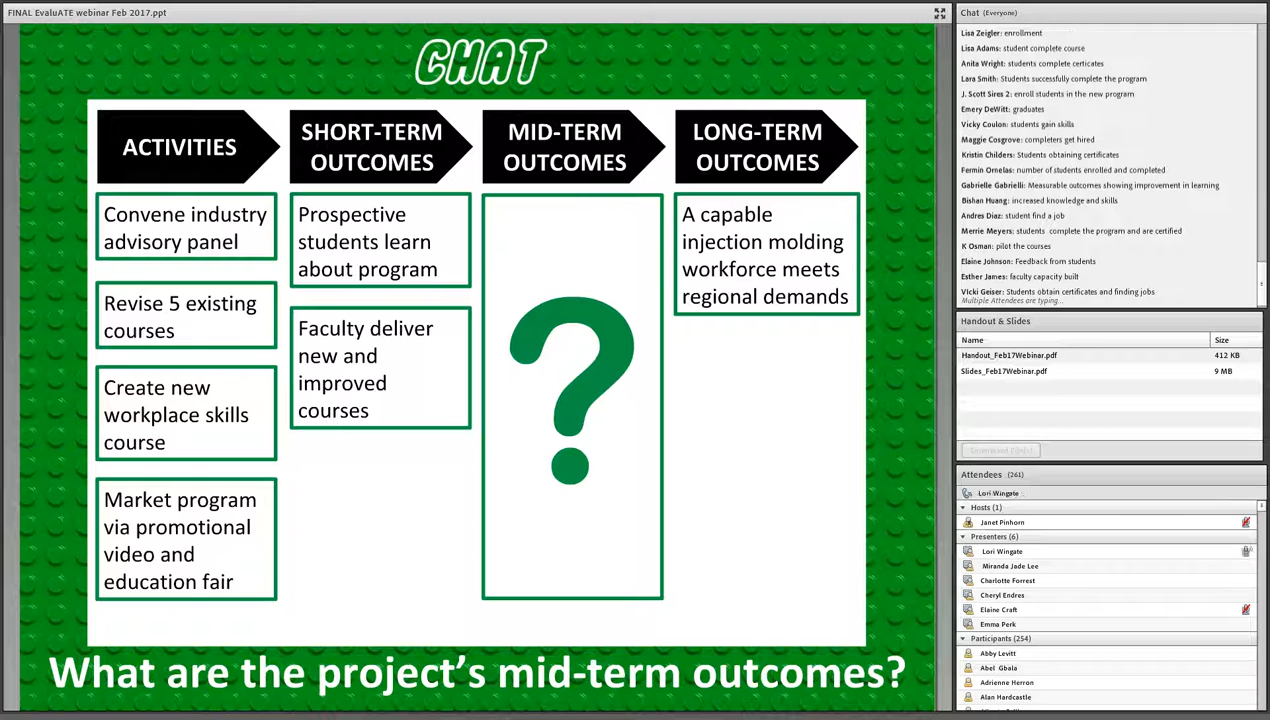 FINAL EvaluATE webinar Feb 2017.ppt
CHAT
ACTIVITIES
SHORT-TERM
OUTCOMES
MID-TERM
OUTCOMES
LONG-TERM
OUTCOMES
Convene industry
advisory panel
Revise 5 existing
courses
Create new
workplace skills
course
Market program
via promotional
video and
education fair
Prospective
students learn
about program
Faculty deliver
new and
improved
courses
?
A capable
injection molding
workforce meets
regional demands
What are the project's mid-term outcomes?
Chat (Everyone)
Lisa Zeigler: enrollment
Lisa Adams: student complete course
Anita Wright: students complete certicates
Lara Smith: Students successfully complete the program
J. Scott Sires 2: enroll students in the new program
Emery DeWitt: graduates
Vicky Coulon: students gain skills
Maggie Cosgrove: completers get hired
Kristin Childers: Students obtaining certificates
Fermin Ornelas: number of students enrolled and completed
Gabrielle Gabrielli: Measurable outcomes showing improvement in learning
Bishan Huang: increased knowledge and skills
Andres Diaz: student find a job
Merrie Meyers: students complete the program and are certified
K Osman: pilot the courses
Elaine Johnson: Feedback from students
Esther James: faculty capacity built
VIcki Geiser: Students obtain certificates and finding jobs
Multiple Attendees are typing...
Handout & Slides
Name Size
Handout_Feb17Webinar.pdf 412 KB
Slides_Feb17Webinar.pdf 9 MB
Attendees (261)
Lori Wingate
Hosts (1)
Janet Pinhorn
Presenters (6)
Lori Wingate
Miranda Jade Lee
Charlotte Forrest
Cheryl Endres
Elaine Craft
Emma Perk
Participants (254)
Abby Levitt
Abel Gbala
Adrienne Herron
Alan Hardcastle